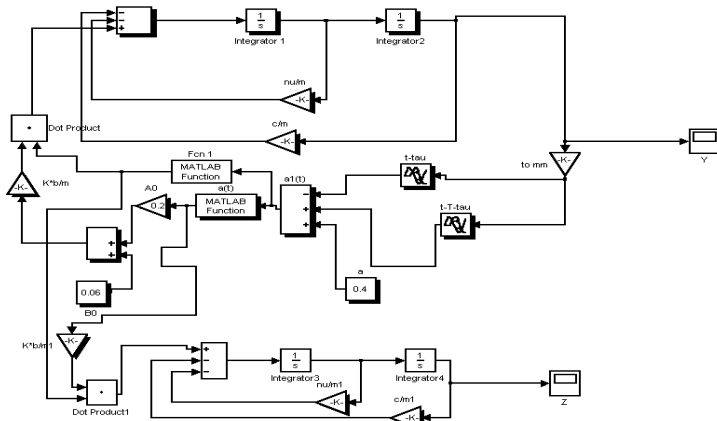 1
s
Integrator 1
1
s
Integrator2
nu/m
-K-
c/m
-K-
Dot Product
Y
to mm
-K-
t-tau
t-T-tau
Fcn 1
MATLAB
Function
a(t)
MATLAB
Function
a1(t)
A0
0.2
K*b/m
-K-
a
0.4
0.06
B0
K*b/m1
-K-
Dot Product1
1
s
Integrator3
1
s
Integrator4
nu/m1
-K-
c/m1
-K-
Z